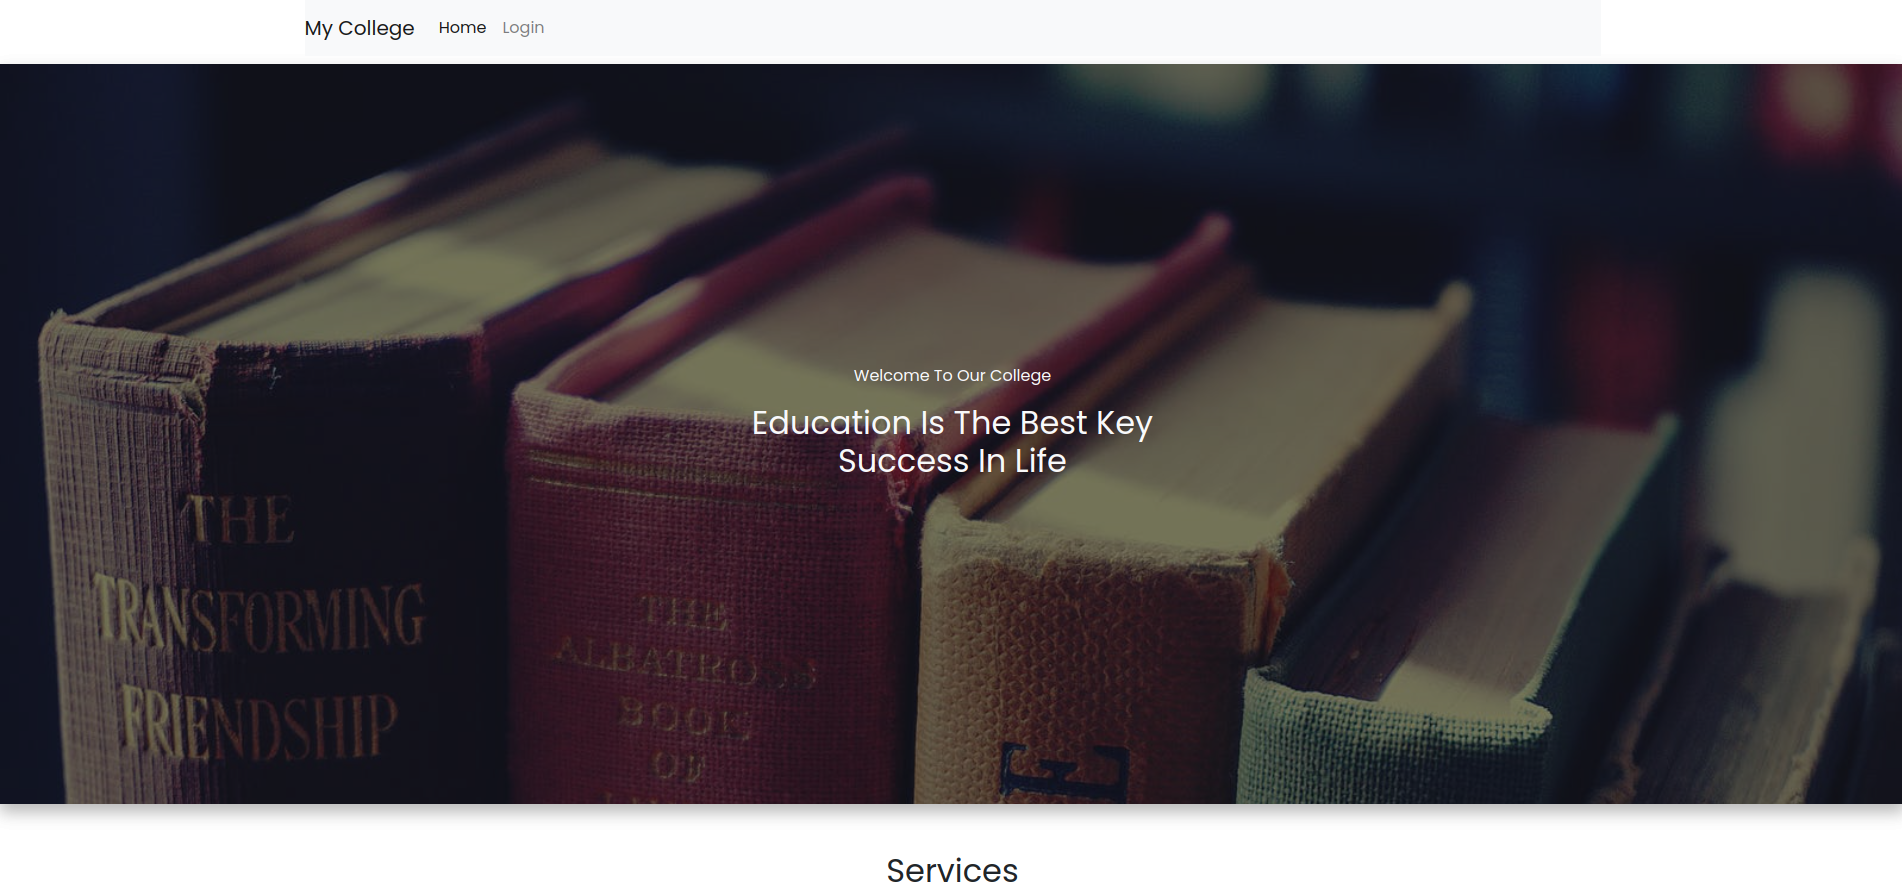 My College Home Login
Welcome To Our College
Education Is The Best Key
Success In Life
THE
TRANSFORMING
FRIENDSHIP
THE
ALBATROSS
BOOK
OF
E
Services